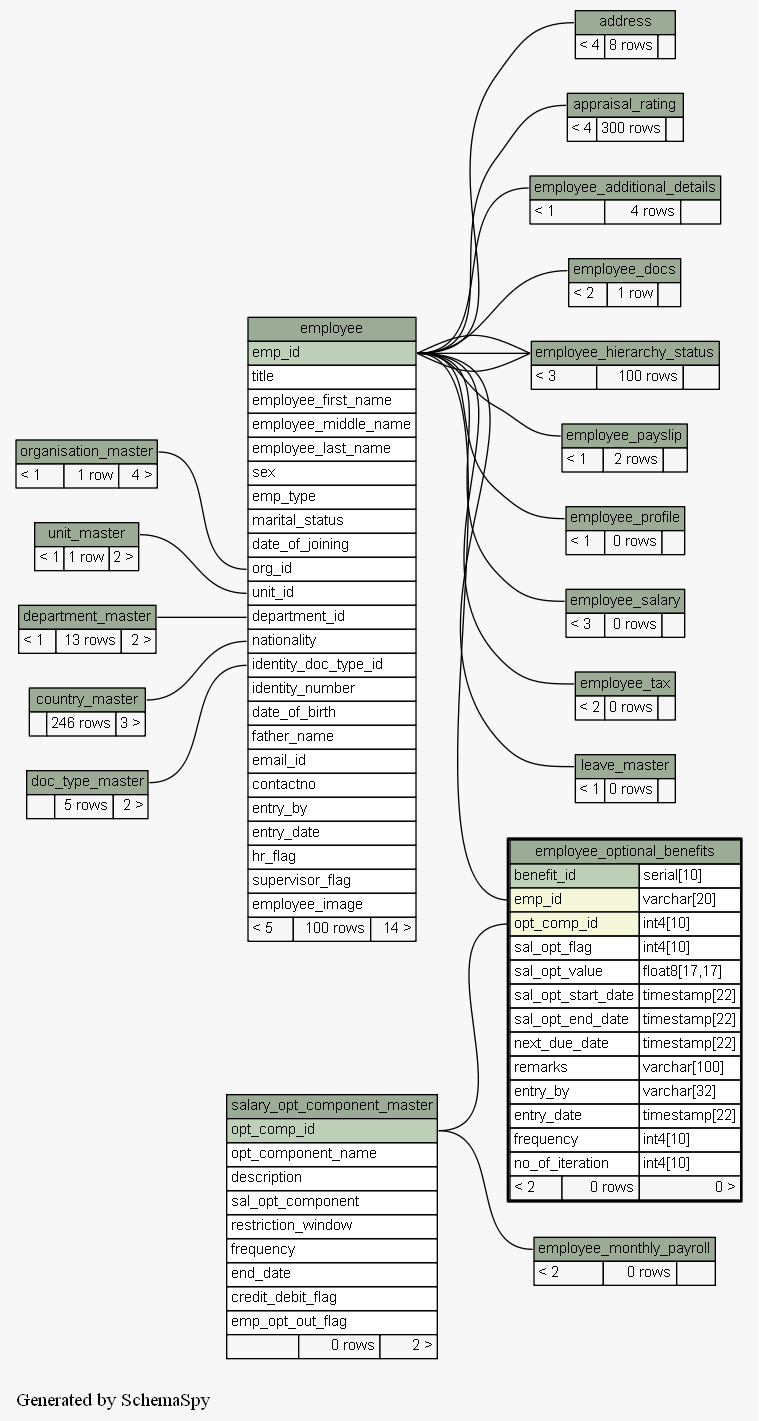 address
< 4 8 rows
appraisal_rating
< 4 300 rows
employee_additional_details
< 1 4 rows
employee_docs
< 2 1 row
employee_hierarchy_status
< 3 100 rows
employee_payslip
< 1 2 rows
employee_profile
< 1 0 rows
employee_salary
< 3 0 rows
employee_tax
< 2 0 rows
leave_master
< 1 0 rows
employee
emp_id
title
employee_first_name
employee_middle_name
employee_last_name
sex
emp_type
marital_status
date_of_joining
org_id
unit_id
department_id
nationality
identity_doc_type_id
identity_number
date_of_birth
father_name
email_id
contactno
entry_by
entry_date
hr_flag
supervisor_flag
employee_image
< 5 100 rows 14 >
organisation_master
< 1 1 row 4 >
unit_master
< 1 1 row 2 >
department_master
< 1 13 rows 2 >
country_master
246 rows 3 >
doc_type_master
5 rows 2 >
employee_optional_benefits
benefit_id serial[10]
emp_id varchar[20]
opt_comp_id int4[10]
sal_opt_flag int4[10]
sal_opt_value float8[17,17]
sal_opt_start_date timestamp[22]
sal_opt_end_date timestamp[22]
next_due_date timestamp[22]
remarks varchar[100]
entry_by varchar[32]
entry_date timestamp[22]
frequency int4[10]
no_of_iteration int4[10]
< 2 0 rows 0 >
salary_opt_component_master
opt_comp_id
opt_component_name
description
sal_opt_component
restriction_window
frequency
end_date
credit_debit_flag
emp_opt_out_flag
0 rows 2 >
employee_monthly_payroll
< 2 0 rows
Generated by SchemaSpy